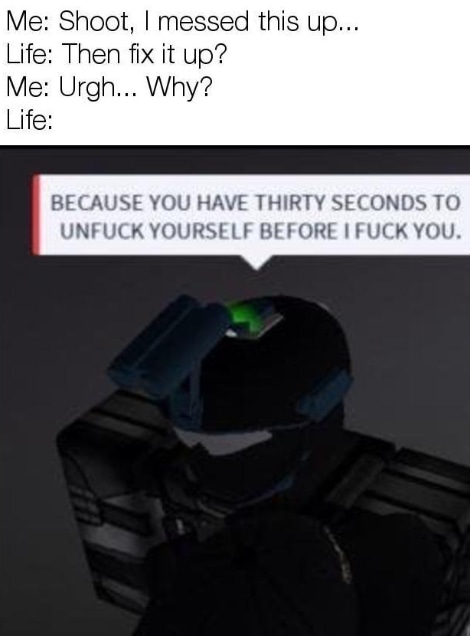 Me: Shoot, I messed this up...
Life: Then fix it up?
Me: Urgh... Why?
Life:
BECAUSE YOU HAVE THIRTY SECONDS TO
UNFUCK YOURSELF BEFORE I FUCK YOU.